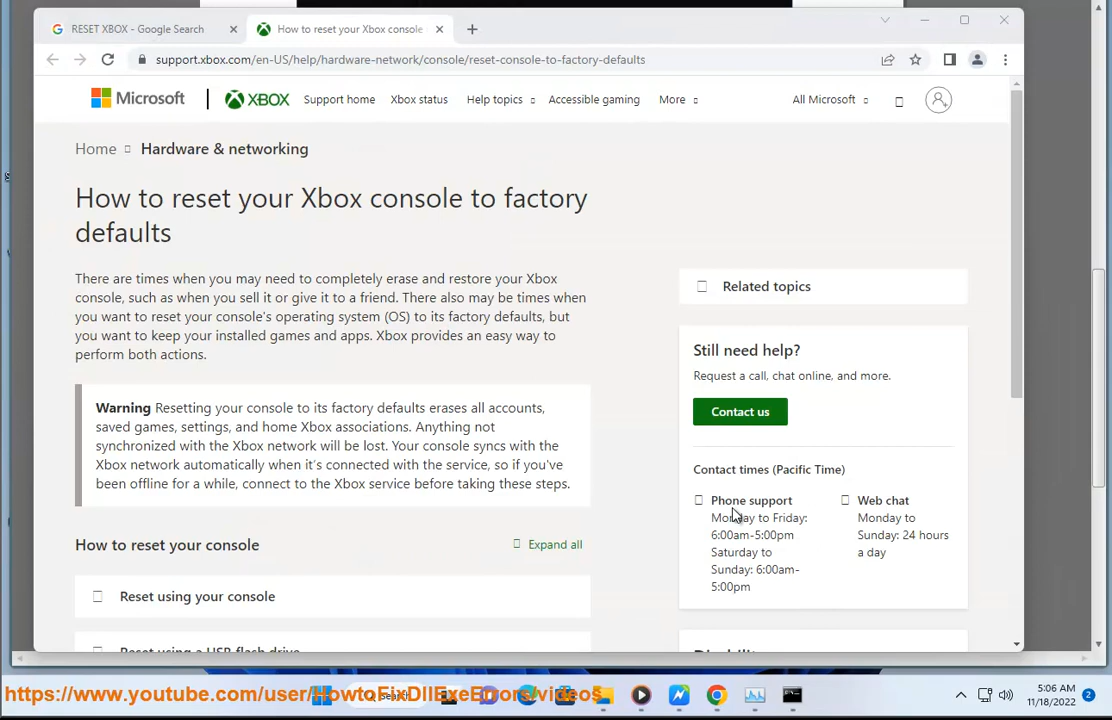 RESET XBOX - Google Search
How to reset your Xbox console
support.xbox.com/en-US/help/hardware-network/console/reset-console-to-factory-defaults
Microsoft
XBOX
Support home
Xbox status
Help topics
Accessible gaming
More
All Microsoft
Home
Hardware & networking
How to reset your Xbox console to factory
defaults
There are times when you may need to completely erase and restore your Xbox
console, such as when you sell it or give it to a friend. There also may be times when
you want to reset your console's operating system (OS) to its factory defaults, but
you want to keep your installed games and apps. Xbox provides an easy way to
perform both actions.
Warning Resetting your console to its factory defaults erases all accounts,
saved games, settings, and home Xbox associations. Anything not
synchronized with the Xbox network will be lost. Your console syncs with the
Xbox network automatically when it's connected with the service, so if you've
been offline for a while, connect to the Xbox service before taking these steps.
How to reset your console
Expand all
Reset using your console
Reset using a USB flash drive
Related topics
Still need help?
Request a call, chat online, and more.
Contact us
Contact times (Pacific Time)
Phone support
Monday to Friday:
6:00am-5:00pm
Saturday to
Sunday: 6:00am-
5:00pm
Web chat
Monday to
Sunday: 24 hours
a day
https://www.youtube.com/user/HowtoFixDllExeErrors/videos
Search
5:06 AM
11/18/2022
2